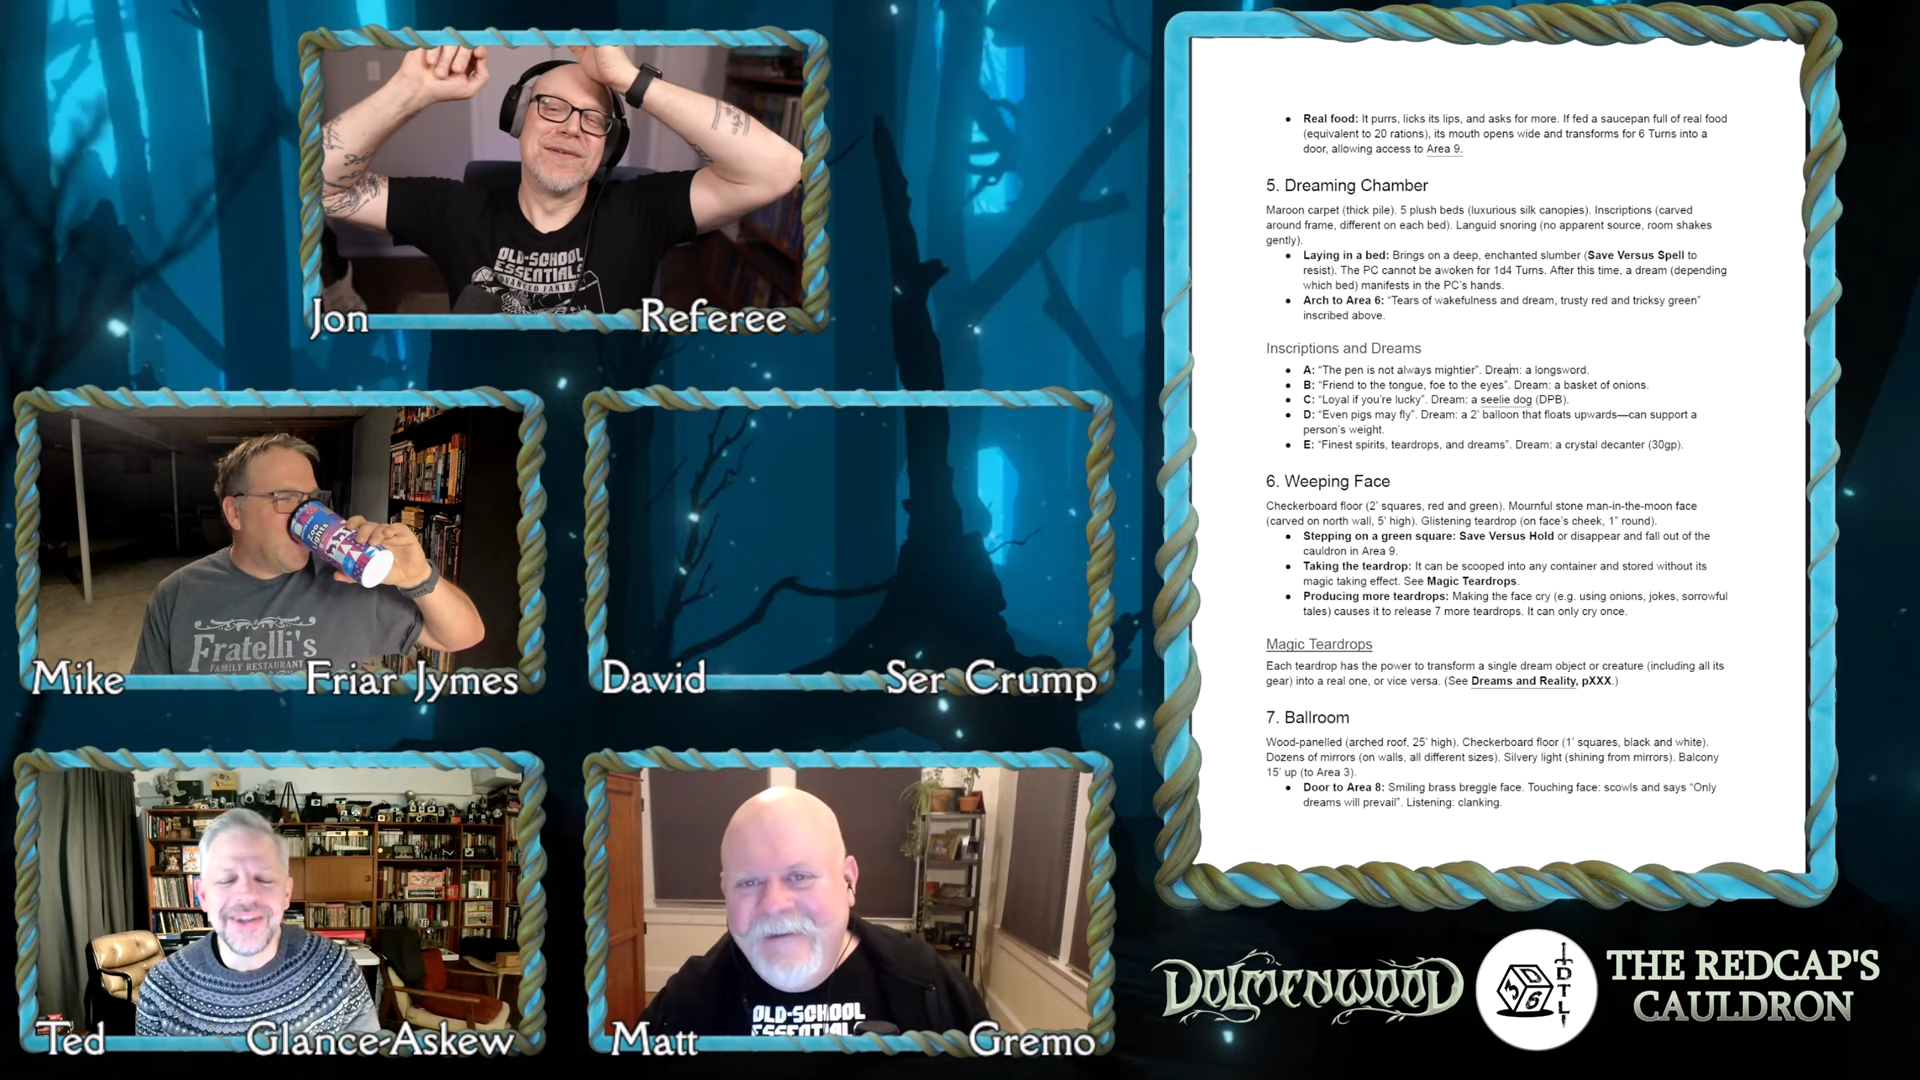 OLD-SCHOOL
ESSENTIALS
ADVANCED FANTA
Jon
Referee
Fratelli's
FAMILY RESTAURANT
Mike
Friar Jymes
David
Ser Crump
Ted
Glance-Askew
OLD-SCHOOL
ESSENTIAL
Matt
Gremo
• Real food: It purrs, licks its lips, and asks for more. If fed a saucepan full of real food
(equivalent to 20 rations), its mouth opens wide and transforms for 6 Turns into a
door, allowing access to Area 9.
5. Dreaming Chamber
Maroon carpet (thick pile). 5 plush beds (luxurious silk canopies). Inscriptions (carved
around frame, different on each bed). Languid snoring (no apparent source, room shakes
gently).
• Laying in a bed: Brings on a deep, enchanted slumber (Save Versus Spell to
resist). The PC cannot be awoken for 1d4 Turns. After this time, a dream (depending
which bed) manifests in the PC's hands.
• Arch to Area 6: “Tears of wakefulness and dream, trusty red and tricksy green”
inscribed above.
Inscriptions and Dreams
• A: “The pen is not always mightier”. Dream: a longsword.
• B: “Friend to the tongue, foe to the eyes”. Dream: a basket of onions.
• C: “Loyal if you're lucky”. Dream: a seelie dog (DPB).
• D: “Even pigs may fly”. Dream: a 2’ balloon that floats upwards—can support a
person's weight.
• E: “Finest spirits, teardrops, and dreams”. Dream: a crystal decanter (30gp).
6. Weeping Face
Checkerboard floor (2’ squares, red and green). Mournful stone man-in-the-moon face
(carved on north wall, 5’ high). Glistening teardrop (on face's cheek, 1” round).
• Stepping on a green square: Save Versus Hold or disappear and fall out of the
cauldron in Area 9.
• Taking the teardrop: It can be scooped into any container and stored without its
magic taking effect. See Magic Teardrops.
• Producing more teardrops: Making the face cry (e.g. using onions, jokes, sorrowful
tales) causes it to release 7 more teardrops. It can only cry once.
Magic Teardrops
Each teardrop has the power to transform a single dream object or creature (including all its
gear) into a real one, or vice versa. (See Dreams and Reality, pXXX.)
7. Ballroom
Wood-panelled (arched roof, 25’ high). Checkerboard floor (1’ squares, black and white).
Dozens of mirrors (on walls, all different sizes). Silvery light (shining from mirrors). Balcony
15’ up (to Area 3).
• Door to Area 8: Smiling brass breggle face. Touching face: scowls and says “Only
dreams will prevail”. Listening: clanking.
DOLMENWOOD
3D6
DTL
THE REDCAP'S
CAULDRON